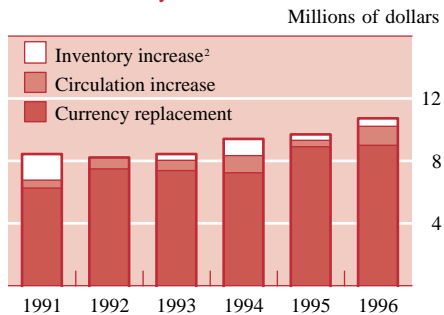 Millions of dollars
Inventory increase²
Circulation increase
Currency replacement
12
8
4
1991 1992 1993 1994 1995 1996